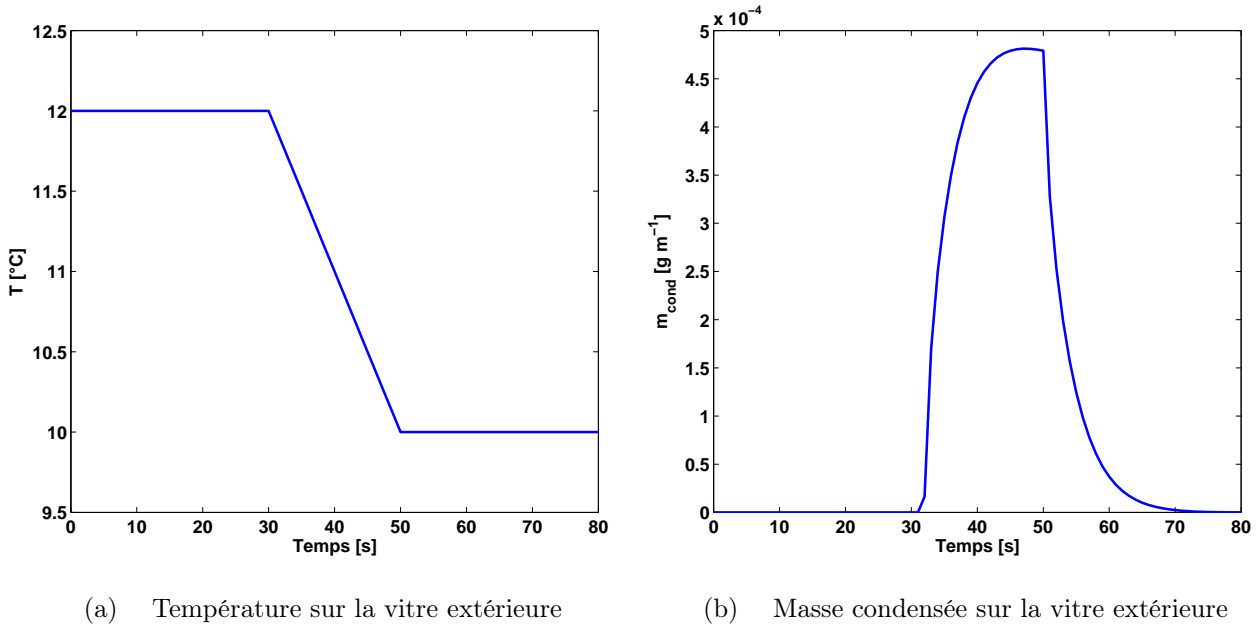 12.5
12
11.5
11
10.5
10
9.5
T [°C]
0 10 20 30 40 50 60 70 80
Temps [s]
x 10⁻⁴
5
4.5
4
3.5
3
2.5
2
1.5
1
0.5
0
m_cond [g m⁻¹]
0 10 20 30 40 50 60 70 80
Temps [s]
(a) Température sur la vitre extérieure
(b) Masse condensée sur la vitre extérieure